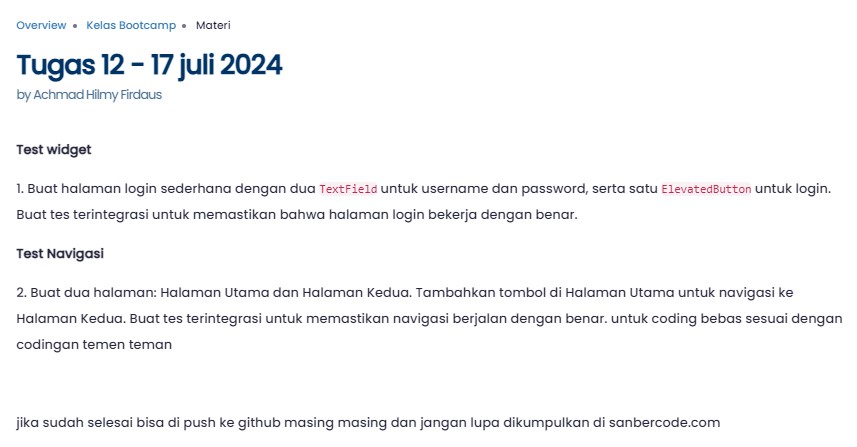 Overview • Kelas Bootcamp • Materi
Tugas 12 - 17 juli 2024
by Achmad Hilmy Firdaus
Test widget
1. Buat halaman login sederhana dengan dua TextField untuk username dan password, serta satu ElevatedButton untuk login.
Buat tes terintegrasi untuk memastikan bahwa halaman login bekerja dengan benar.
Test Navigasi
2. Buat dua halaman: Halaman Utama dan Halaman Kedua. Tambahkan tombol di Halaman Utama untuk navigasi ke
Halaman Kedua. Buat tes terintegrasi untuk memastikan navigasi berjalan dengan benar. untuk coding bebas sesuai dengan
codingan temen teman
jika sudah selesai bisa di push ke github masing masing dan jangan lupa dikumpulkan di sanbercode.com